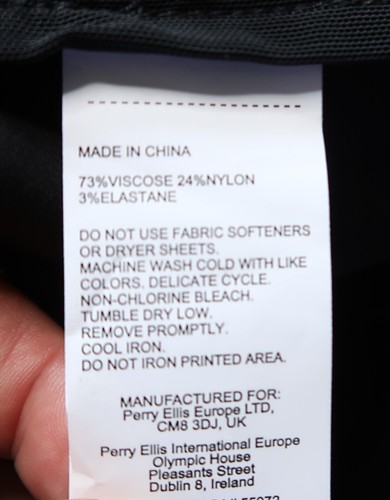 MADE IN CHINA
73%VISCOSE 24%NYLON
3%ELASTANE
DO NOT USE FABRIC SOFTENERS
OR DRYER SHEETS.
MACHINE WASH COLD WITH LIKE
COLORS. DELICATE CYCLE.
NON-CHLORINE BLEACH.
TUMBLE DRY LOW.
REMOVE PROMPTLY.
COOL IRON.
DO NOT IRON PRINTED AREA.
MANUFACTURED FOR:
Perry Ellis Europe LTD,
CM8 3DJ, UK
Perry Ellis International Europe
Olympic House
Pleasants Street
Dublin 8, Ireland